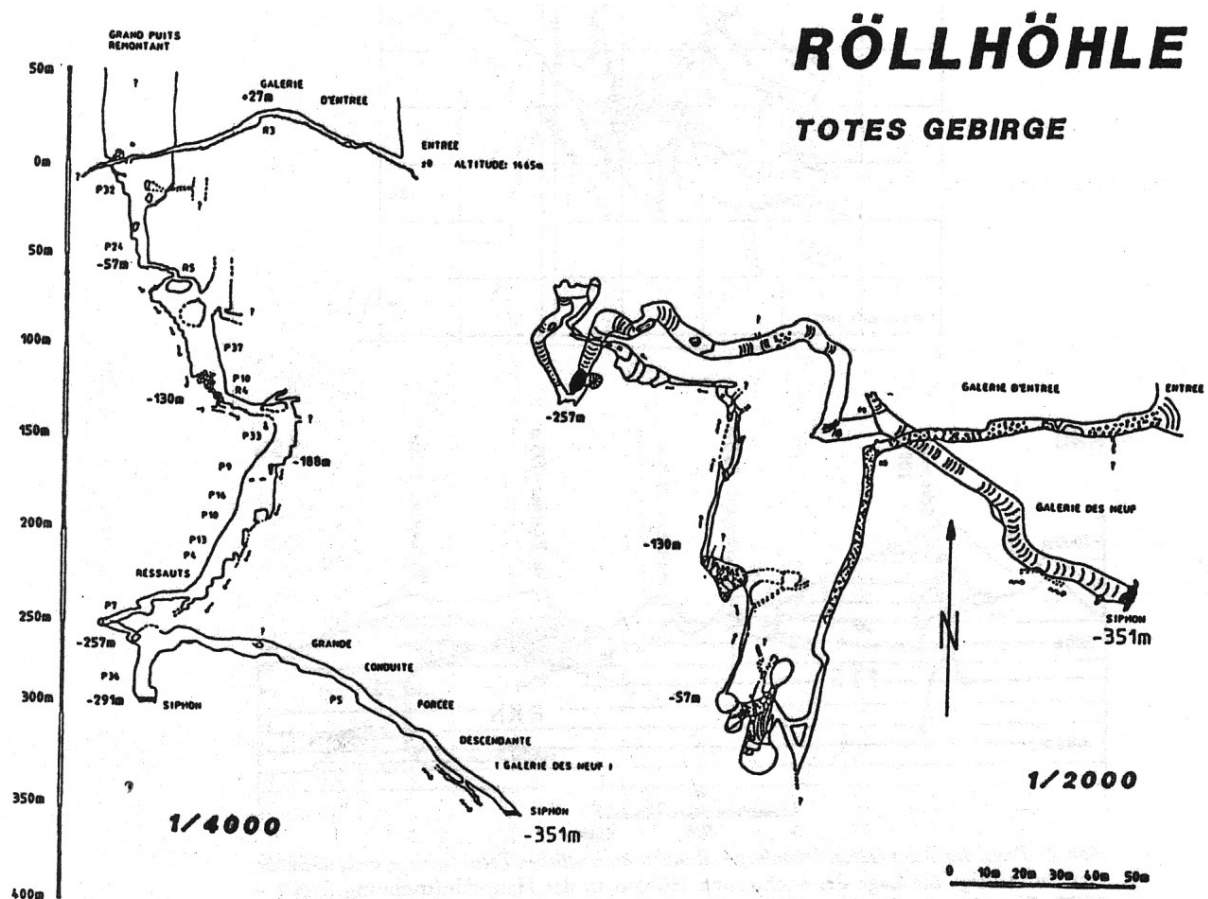 RÖLLHÖHLE
TOTES GEBIRGE
GRAND PUITS
REMONTANT
50m
0m
50m
100m
150m
200m
250m
300m
350m
400m
?
GALERIE
+27m
D'ENTREE
R3
ENTREE
±0 ALTITUDE: 1465m
?
P32
?
P24
-57m
R5
?
P37
P10
R4
-130m
?
P33
-188m
P9
P16
P10
P13
P4
RESSAUTS
P7
-257m
?
GRANDE
CONDUITE
P36
-291m
SIPHON
P5
FORCÉE
DESCENDANTE
( GALERIE DES NEUF )
?
SIPHON
-351m
1/4000
-257m
?
GALERIE D'ENTREE
ENTREE
?
?
GALERIE DES NEUF
-130m
?
SIPHON
-351m
N
-57m
?
?
1/2000
0 10m 20m 30m 40m 50m